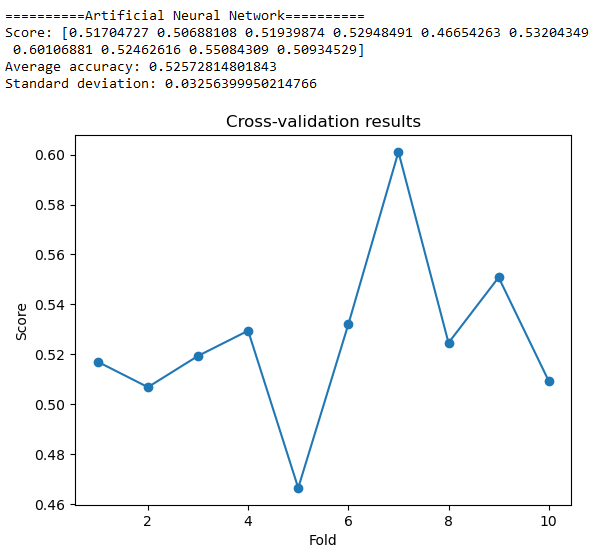 ==========Artificial Neural Network==========
Score: [0.51704727 0.50688108 0.51939874 0.52948491 0.46654263 0.53204349
0.60106881 0.52462616 0.55084309 0.50934529]
Average accuracy: 0.52572814801843
Standard deviation: 0.03256399950214766
Cross-validation results
0.60
0.58
0.56
0.54
0.52
0.50
0.48
0.46
Score
2 4 6 8 10
Fold